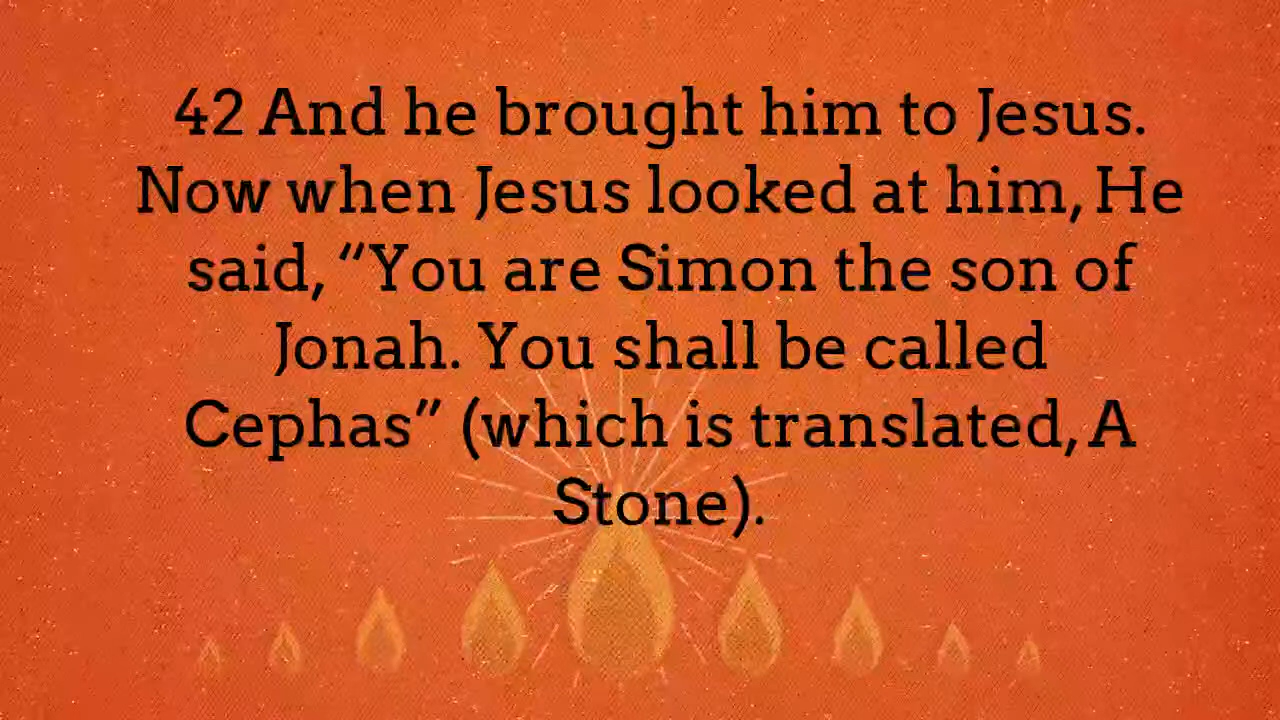 42 And he brought him to Jesus.
Now when Jesus looked at him, He
said, “You are Simon the son of
Jonah. You shall be called
Cephas” (which is translated, A
Stone).